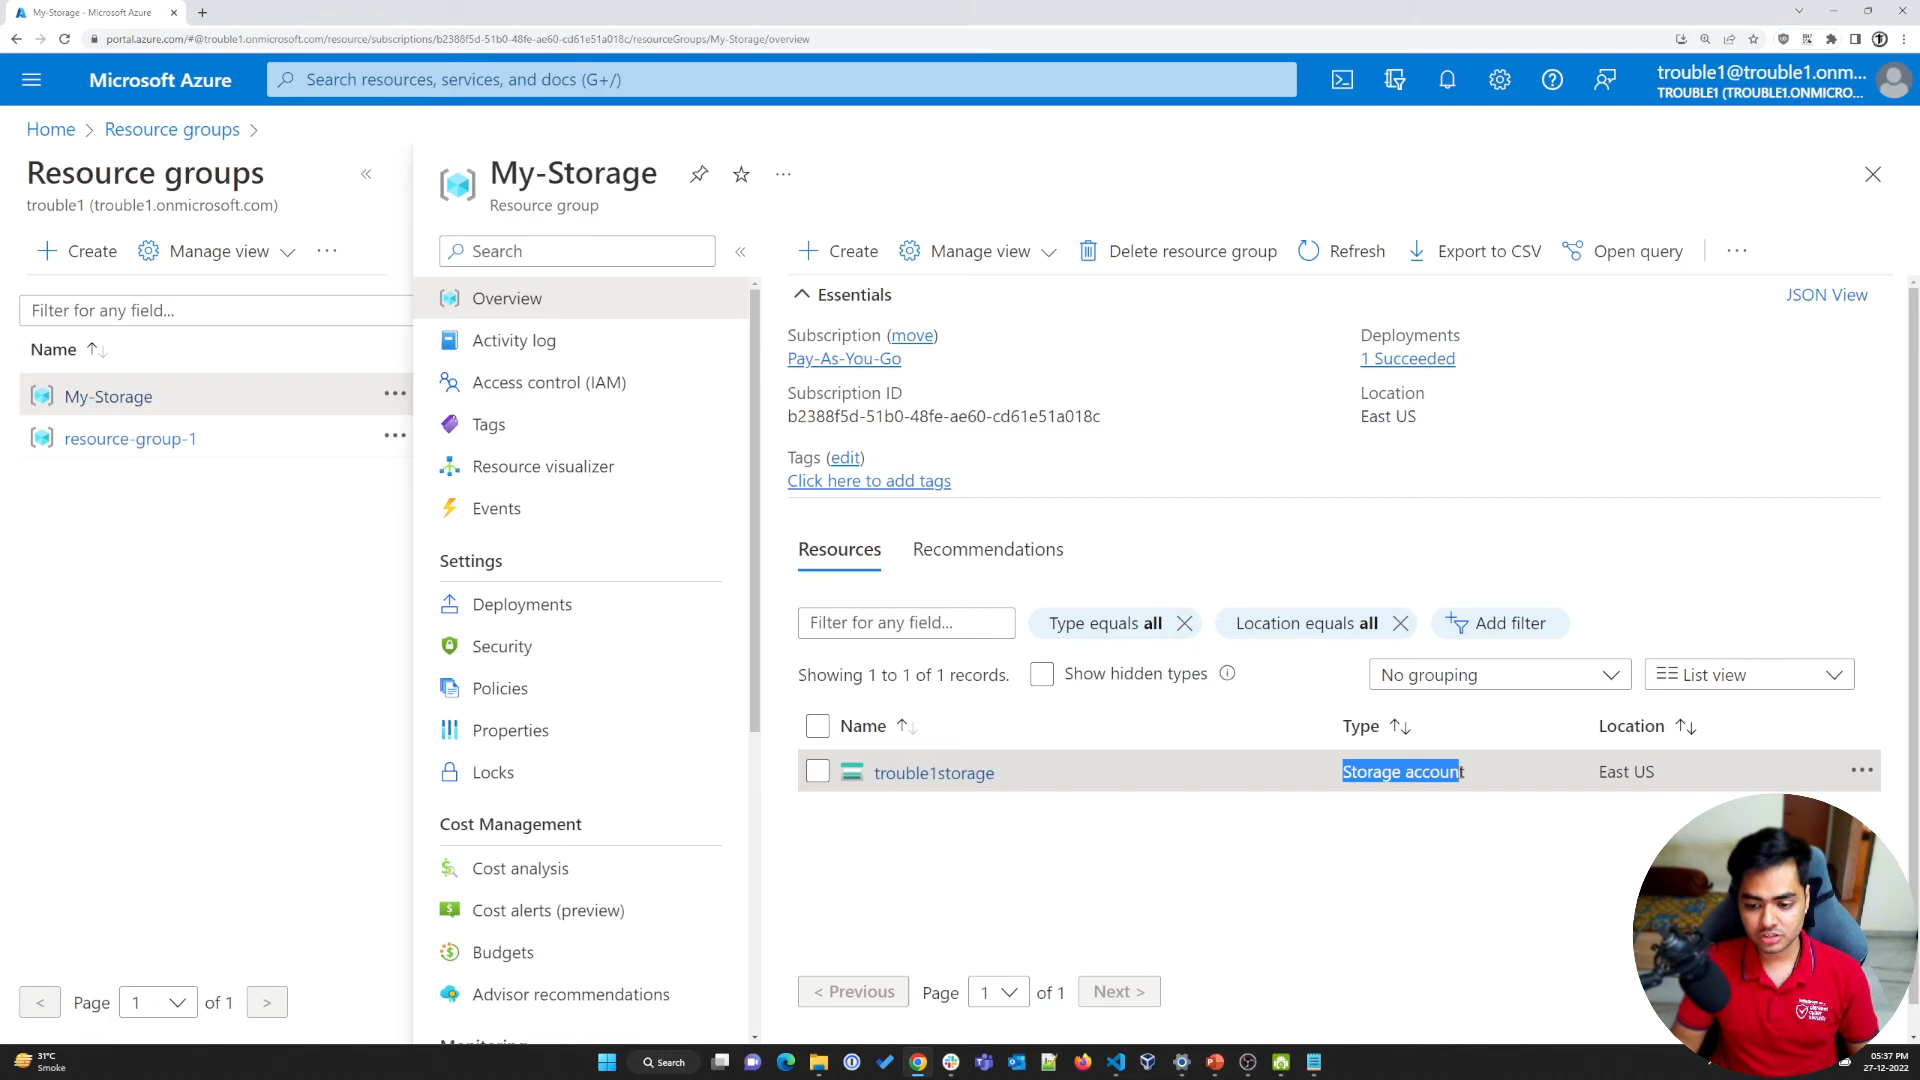 My-Storage - Microsoft Azure
portal.azure.com/#@trouble1.onmicrosoft.com/resource/subscriptions/b2388f5d-51b0-48fe-ae60-cd61e51a018c/resourceGroups/My-Storage/overview
Microsoft Azure
Search resources, services, and docs (G+/)
trouble1@trouble1.onm...
TROUBLE1 (TROUBLE1.ONMICRO...
Home > Resource groups >
Resource groups
trouble1 (trouble1.onmicrosoft.com)
Create
Manage view
Filter for any field...
Name
My-Storage
resource-group-1
< Page 1 of 1 >
My-Storage
Resource group
Search
Overview
Activity log
Access control (IAM)
Tags
Resource visualizer
Events
Settings
Deployments
Security
Policies
Properties
Locks
Cost Management
Cost analysis
Cost alerts (preview)
Budgets
Advisor recommendations
Create
Manage view
Delete resource group
Refresh
Export to CSV
Open query
Essentials
JSON View
Subscription (move)
Pay-As-You-Go
Subscription ID
b2388f5d-51b0-48fe-ae60-cd61e51a018c
Deployments
1 Succeeded
Location
East US
Tags (edit)
Click here to add tags
Resources Recommendations
Filter for any field...
Type equals all
Location equals all
Add filter
Showing 1 to 1 of 1 records.
Show hidden types
No grouping
List view
Name Type Location
trouble1storage Storage account East US
< Previous Page 1 of 1 Next >
31°C
Smoke
Search
05:37 PM
27-12-2022